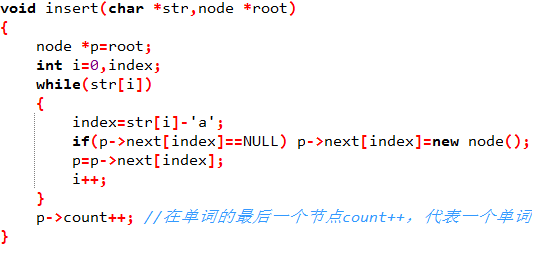 void insert(char *str,node *root)
{
    node *p=root;
    int i=0,index;
    while(str[i])
    {
        index=str[i]-'a';
        if(p->next[index]==NULL) p->next[index]=new node();
        p=p->next[index];
        i++;
    }
    p->count++; //在单词的最后一个节点count++，代表一个单词
}